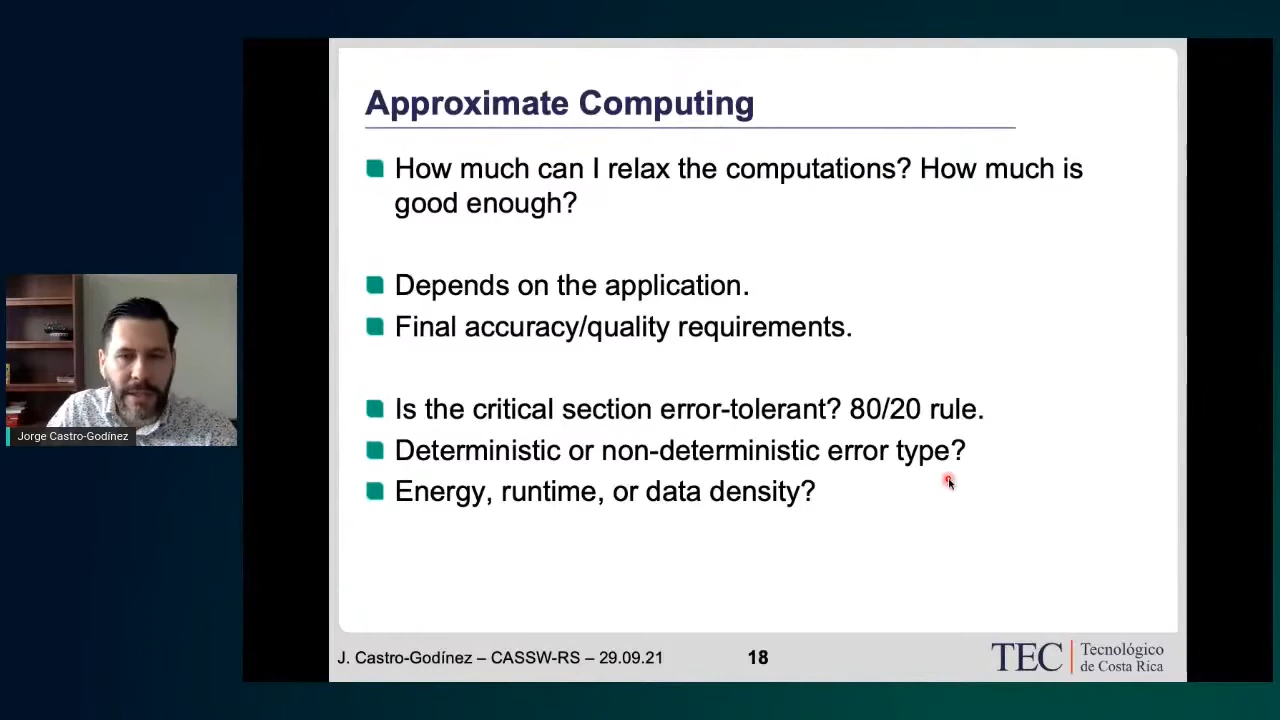 Approximate Computing
How much can I relax the computations? How much is
good enough?
Depends on the application.
Final accuracy/quality requirements.
Is the critical section error-tolerant? 80/20 rule.
Deterministic or non-deterministic error type?
Energy, runtime, or data density?
Jorge Castro-Godínez
J. Castro-Godínez – CASSW-RS – 29.09.21
18
TEC
Tecnológico
de Costa Rica